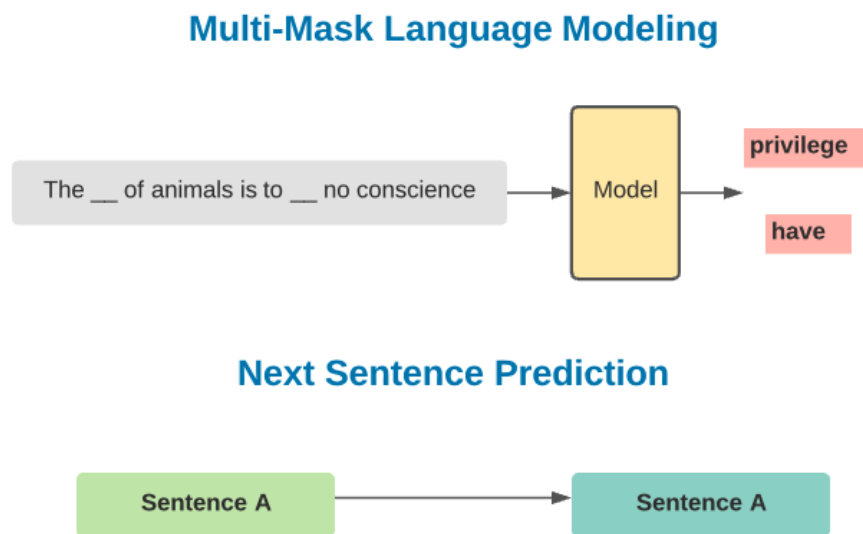 Multi-Mask Language Modeling
privilege
The __ of animals is to __ no conscience
Model
have
Next Sentence Prediction
Sentence A
Sentence A